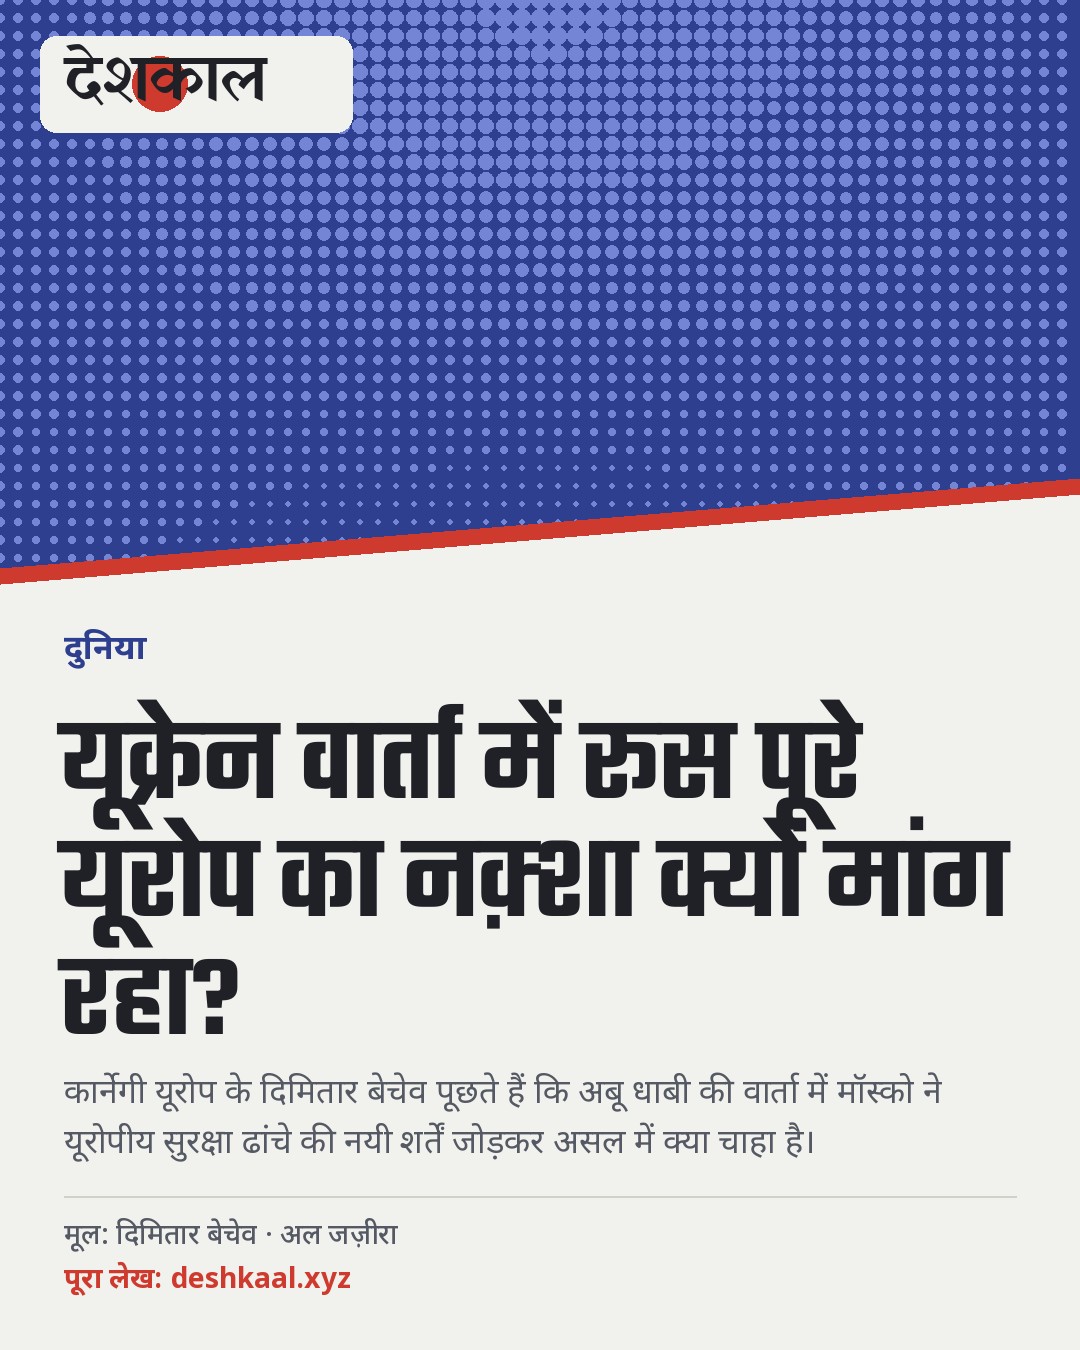 देशकाल
दुनिया
यूक्रेन वार्ता में रूस पूरे
यूरोप का नक़्शा क्यों मांग
रहा?
कार्नेगी यूरोप के दिमितार बेचेव पूछते हैं कि अबू धाबी की वार्ता में मॉस्को ने
यूरोपीय सुरक्षा ढांचे की नयी शर्तें जोड़कर असल में क्या चाहा है।
मूल: दिमितार बेचेव · अल जज़ीरा
पूरा लेख: deshkaal.xyz